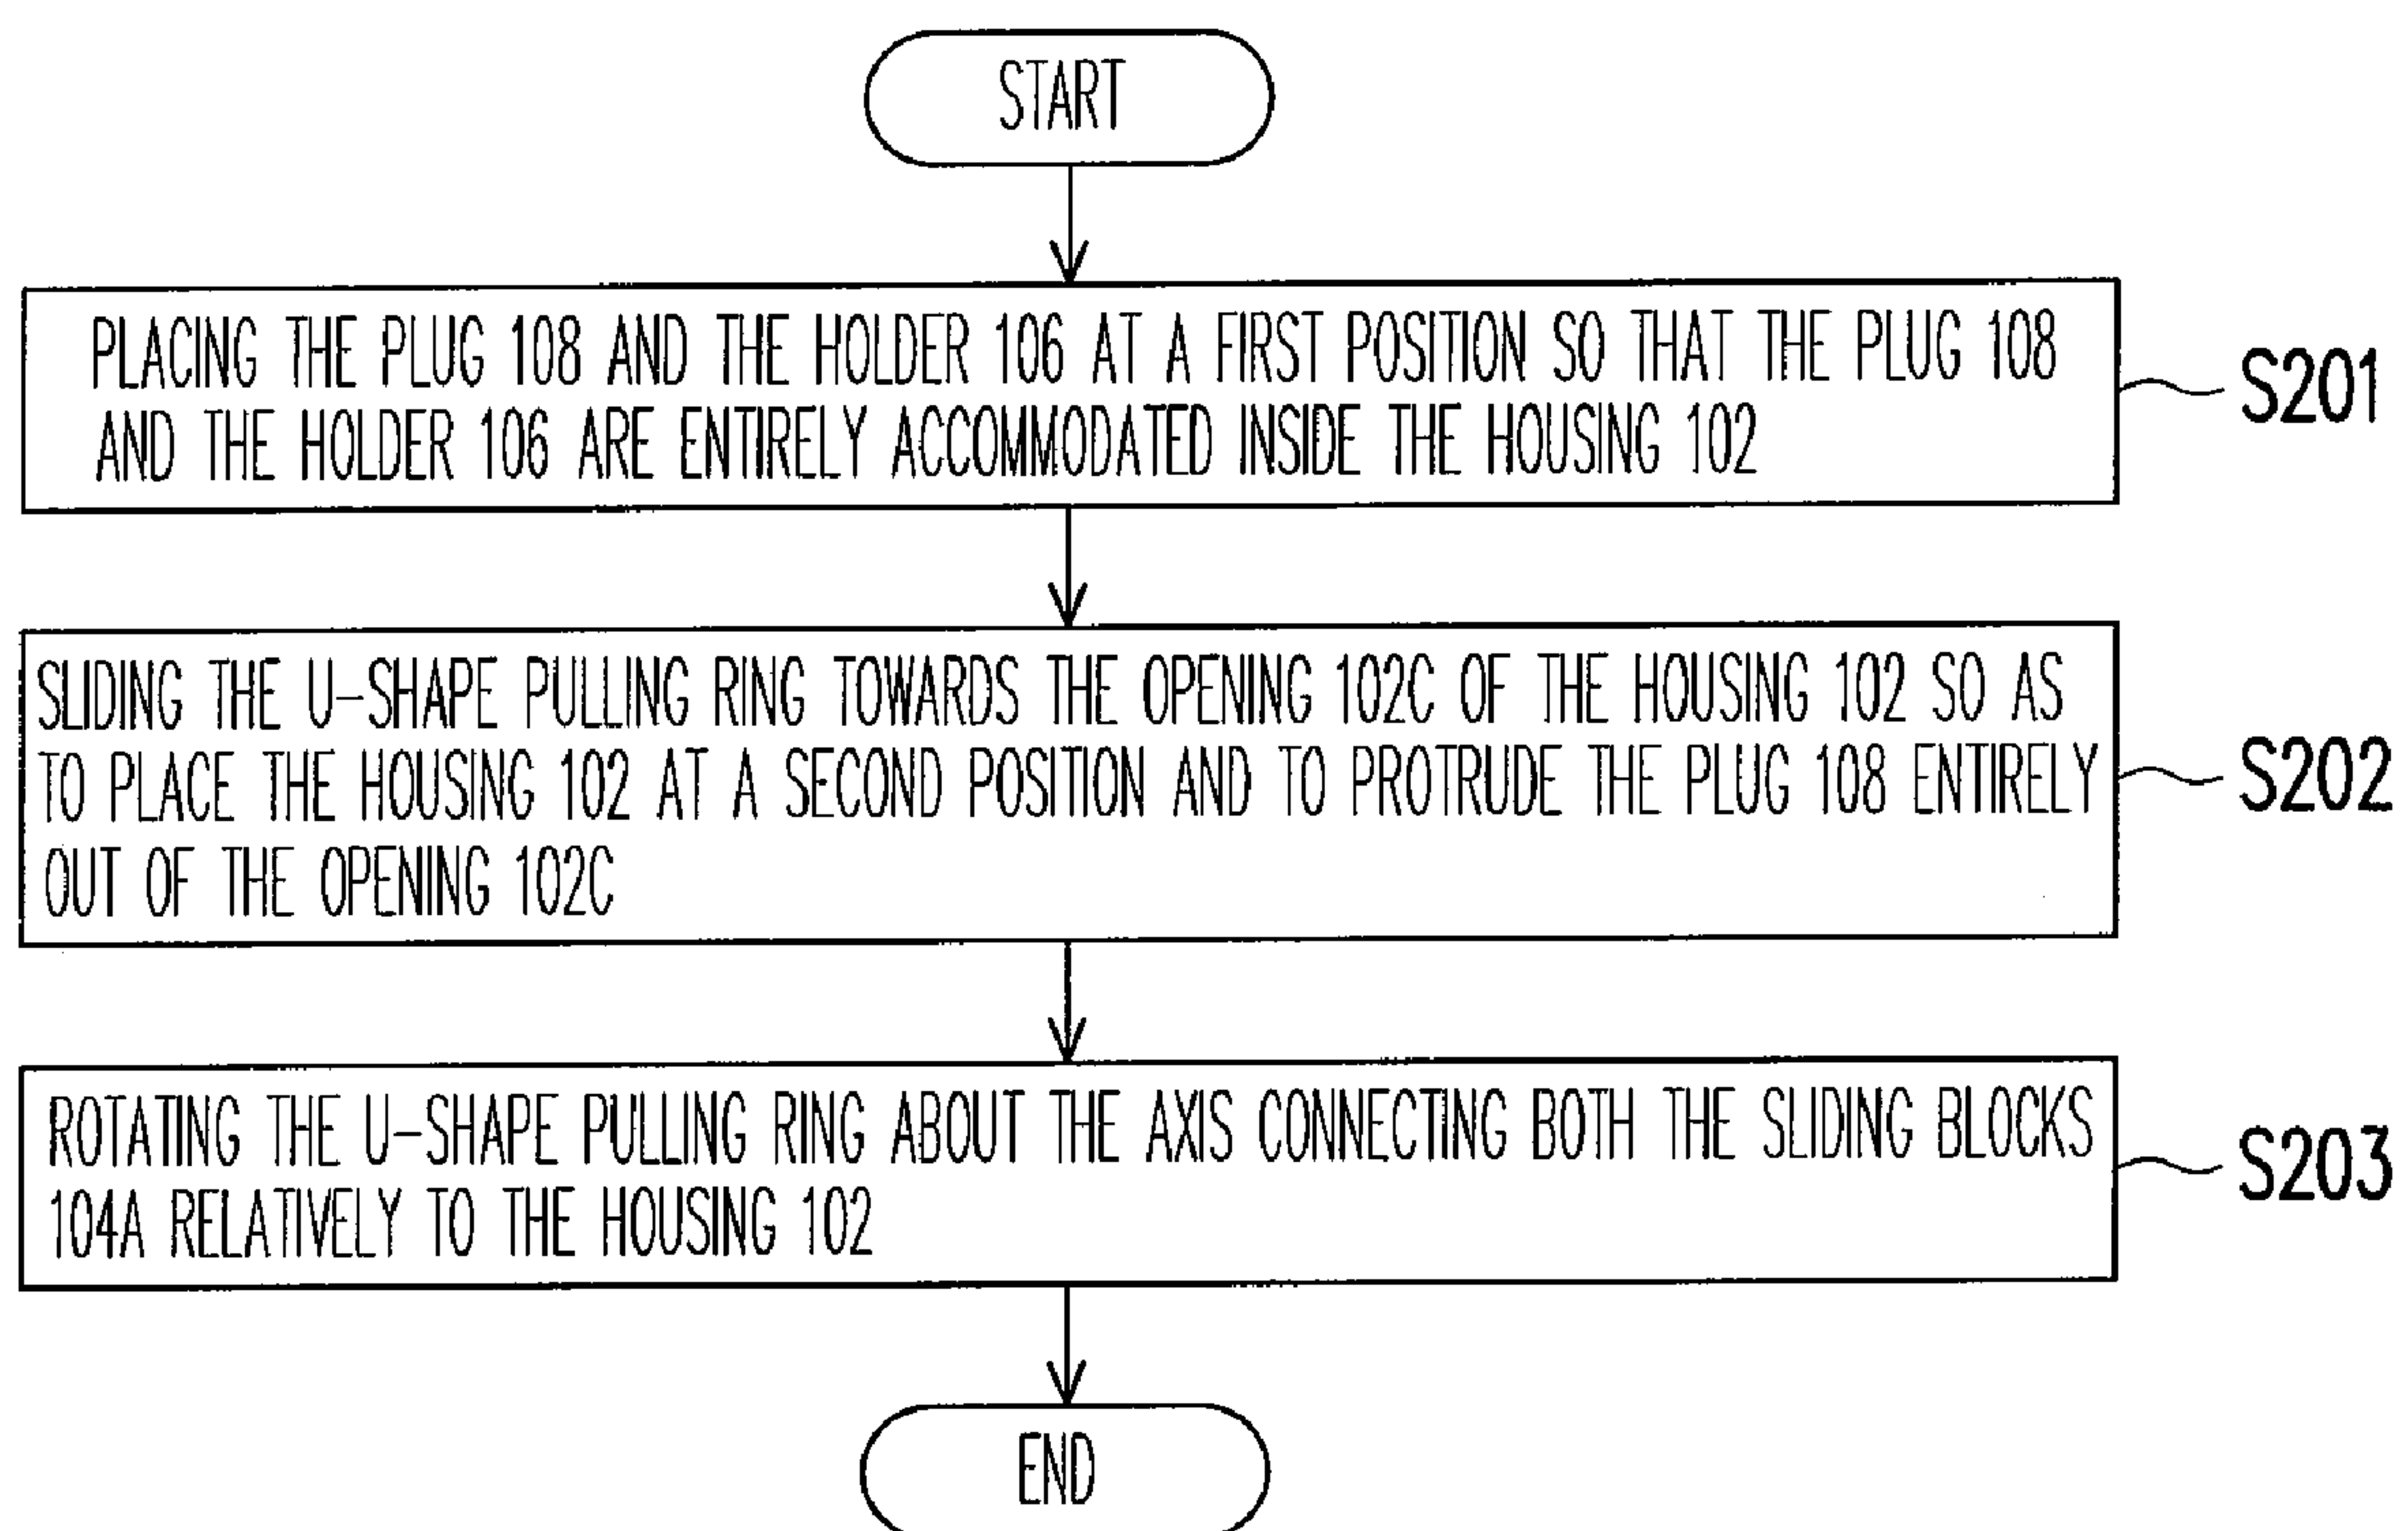 START
PLACING THE PLUG 108 AND THE HOLDER 106 AT A FIRST POSITION SO THAT THE PLUG 108
AND THE HOLDER 106 ARE ENTIRELY ACCOMMODATED INSIDE THE HOUSING 102
S201
SLIDING THE U-SHAPE PULLING RING TOWARDS THE OPENING 102C OF THE HOUSING 102 SO AS
TO PLACE THE HOUSING 102 AT A SECOND POSITION AND TO PROTRUDE THE PLUG 108 ENTIRELY
OUT OF THE OPENING 102C
S202
ROTATING THE U-SHAPE PULLING RING ABOUT THE AXIS CONNECTING BOTH THE SLIDING BLOCKS
104A RELATIVELY TO THE HOUSING 102
S203
END